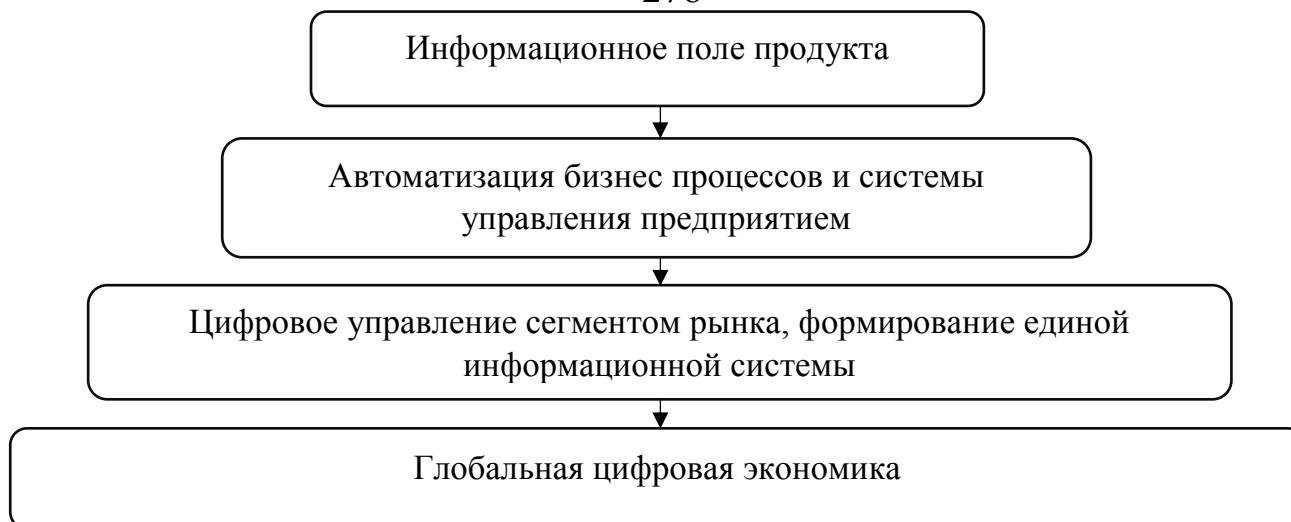 Информационное поле продукта
Автоматизация бизнес процессов и системы
управления предприятием
Цифровое управление сегментом рынка, формирование единой
информационной системы
Глобальная цифровая экономика